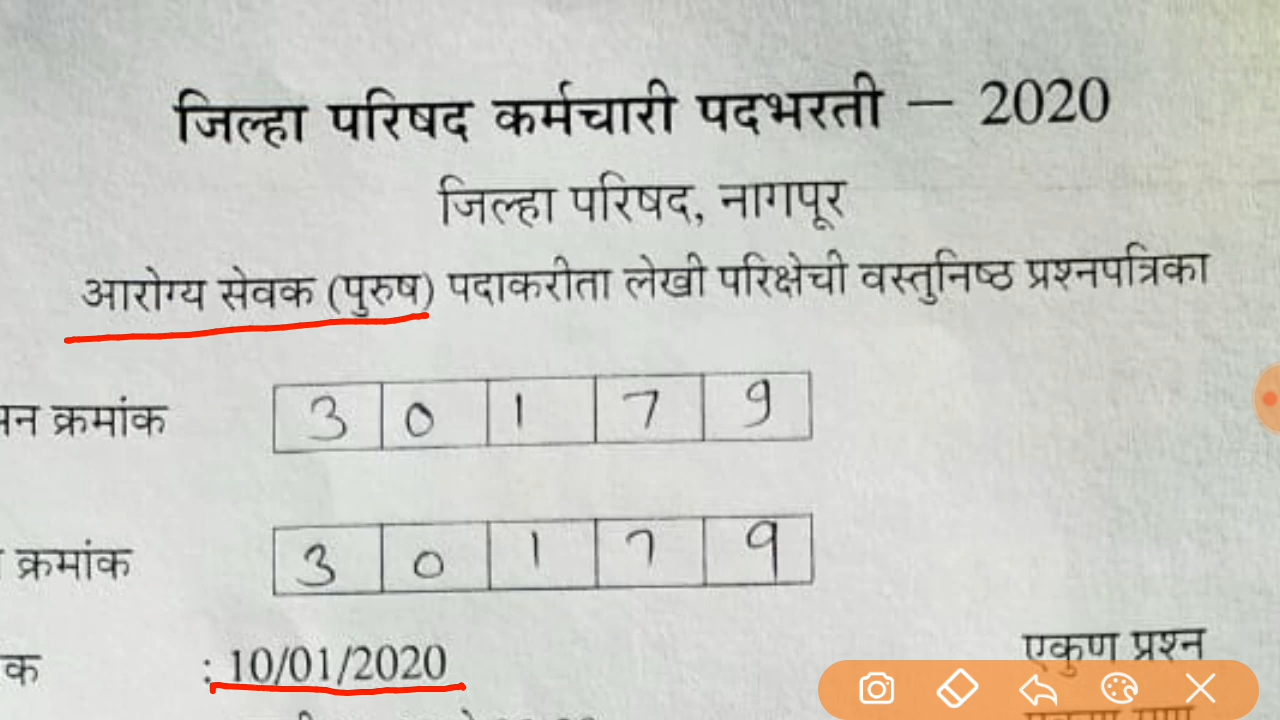 जिल्हा परिषद कर्मचारी पदभरती – 2020
जिल्हा परिषद, नागपूर
आरोग्य सेवक (पुरुष) पदाकरीता लेखी परिक्षेची वस्तुनिष्ठ प्रश्नपत्रिका
क्रमांक 3 0 1 7 9
क्रमांक 3 0 1 7 9
: 10/01/2020 एकुण प्रश्न